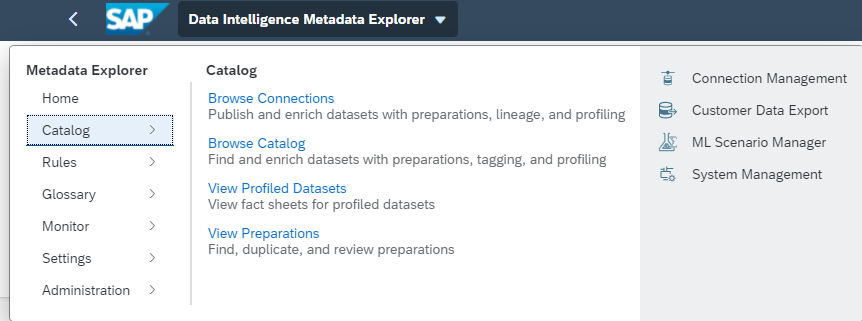 SAP
Data Intelligence Metadata Explorer
Metadata Explorer
Home
Catalog
Rules
Glossary
Monitor
Settings
Administration
Catalog
Browse Connections
Publish and enrich datasets with preparations, lineage, and profiling
Browse Catalog
Find and enrich datasets with preparations, tagging, and profiling
View Profiled Datasets
View fact sheets for profiled datasets
View Preparations
Find, duplicate, and review preparations
Connection Management
Customer Data Export
ML Scenario Manager
System Management